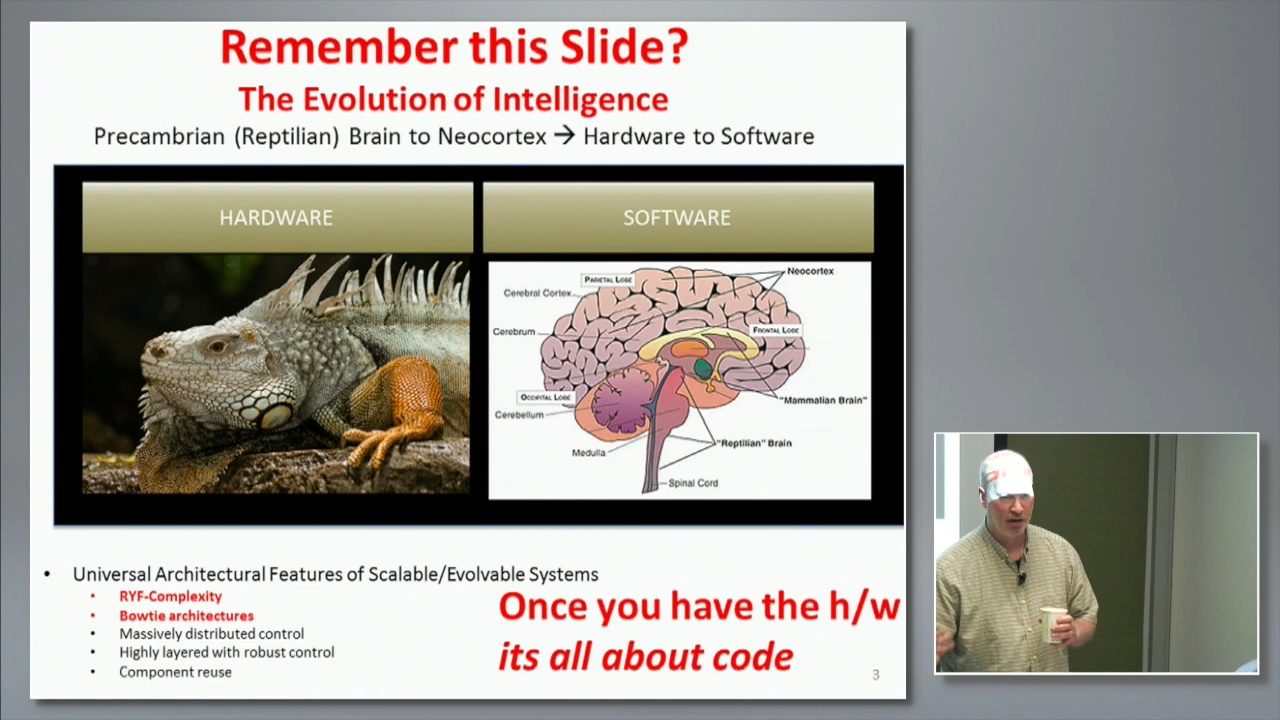 Remember this Slide?
The Evolution of Intelligence
Precambrian (Reptilian) Brain to Neocortex → Hardware to Software
HARDWARE
SOFTWARE
Neocortex
PARIETAL LOBE
Cerebral Cortex
Cerebrum
FRONTAL LOBE
OCCIPITAL LOBE
"Mammalian Brain"
Cerebellum
"Reptilian" Brain
Medulla
Spinal Cord
• Universal Architectural Features of Scalable/Evolvable Systems
• RYF-Complexity
• Bowtie architectures
• Massively distributed control
• Highly layered with robust control
• Component reuse
Once you have the h/w
its all about code
3